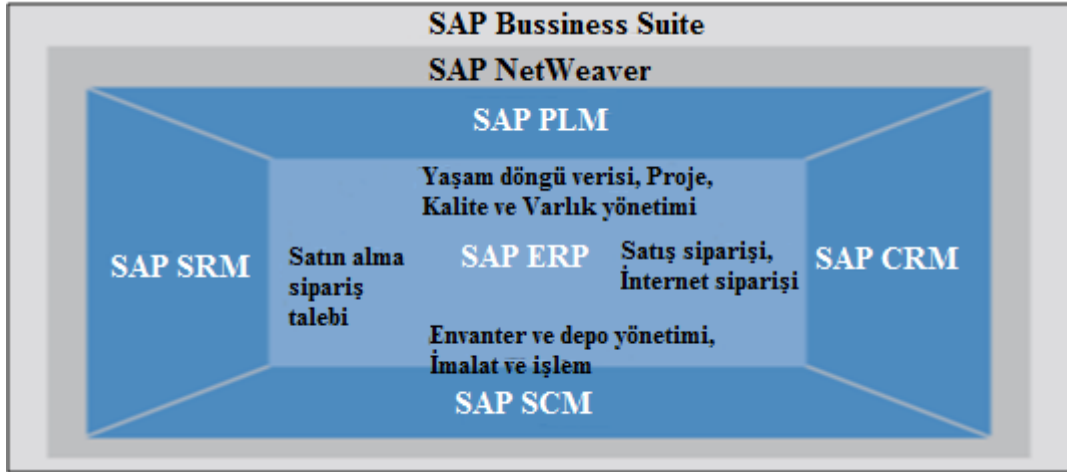 SAP Bussiness Suite
SAP NetWeaver
SAP PLM
Yaşam döngü verisi, Proje,
Kalite ve Varlık yönetimi
SAP SRM
Satın alma
sipariş
talebi
SAP ERP
Satış siparişi,
İnternet siparişi
SAP CRM
Envanter ve depo yönetimi,
İmalat ve işlem
SAP SCM